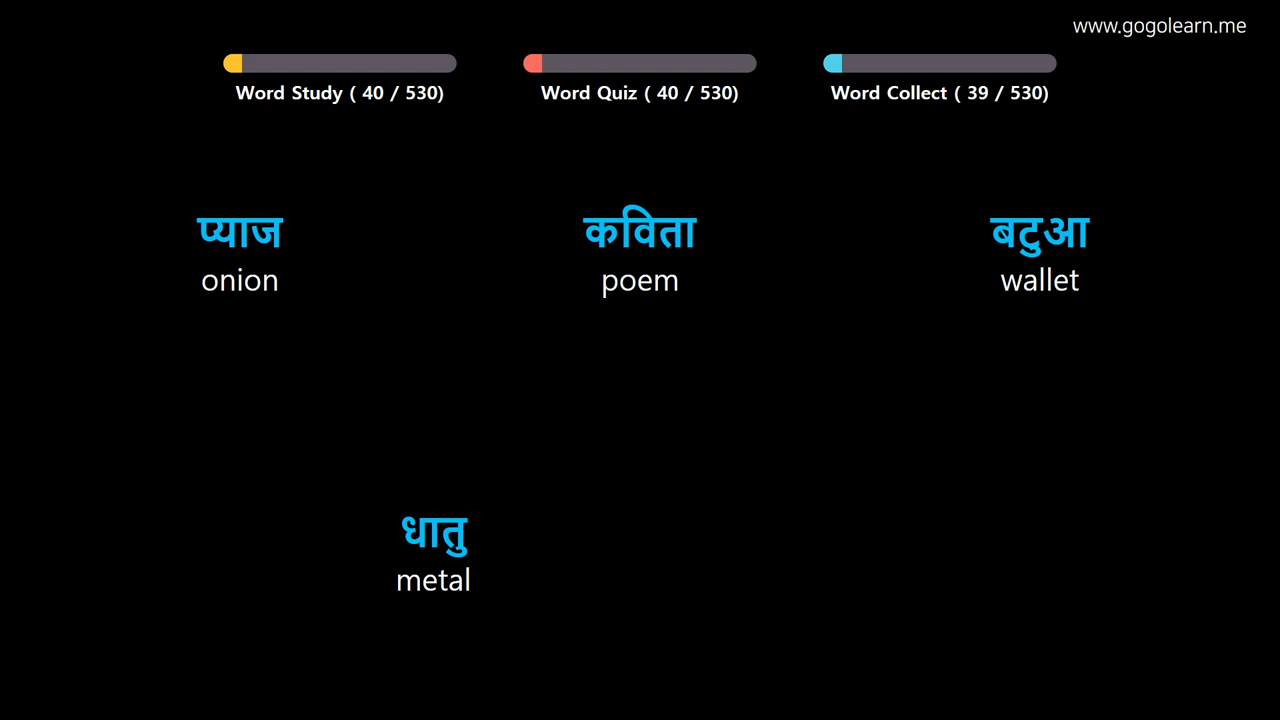 www.gogolearn.me
Word Study ( 40 / 530)
Word Quiz ( 40 / 530)
Word Collect ( 39 / 530)
प्याज
onion
कविता
poem
बटुआ
wallet
धातु
metal